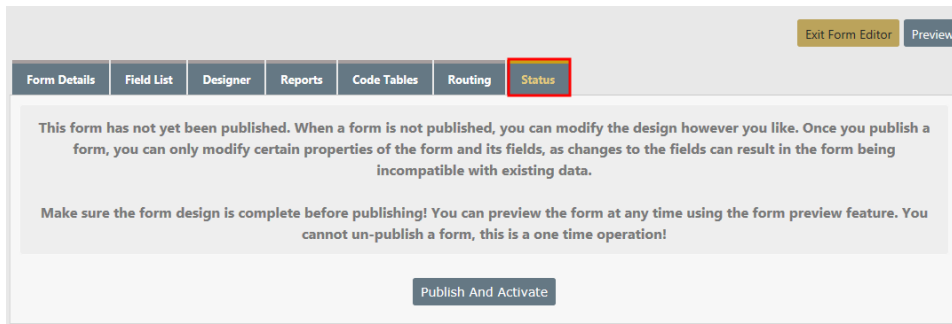 Exit Form Editor Preview
Form Details Field List Designer Reports Code Tables Routing Status
This form has not yet been published. When a form is not published, you can modify the design however you like. Once you publish a
form, you can only modify certain properties of the form and its fields, as changes to the fields can result in the form being
incompatible with existing data.
Make sure the form design is complete before publishing! You can preview the form at any time using the form preview feature. You
cannot un-publish a form, this is a one time operation!
Publish And Activate